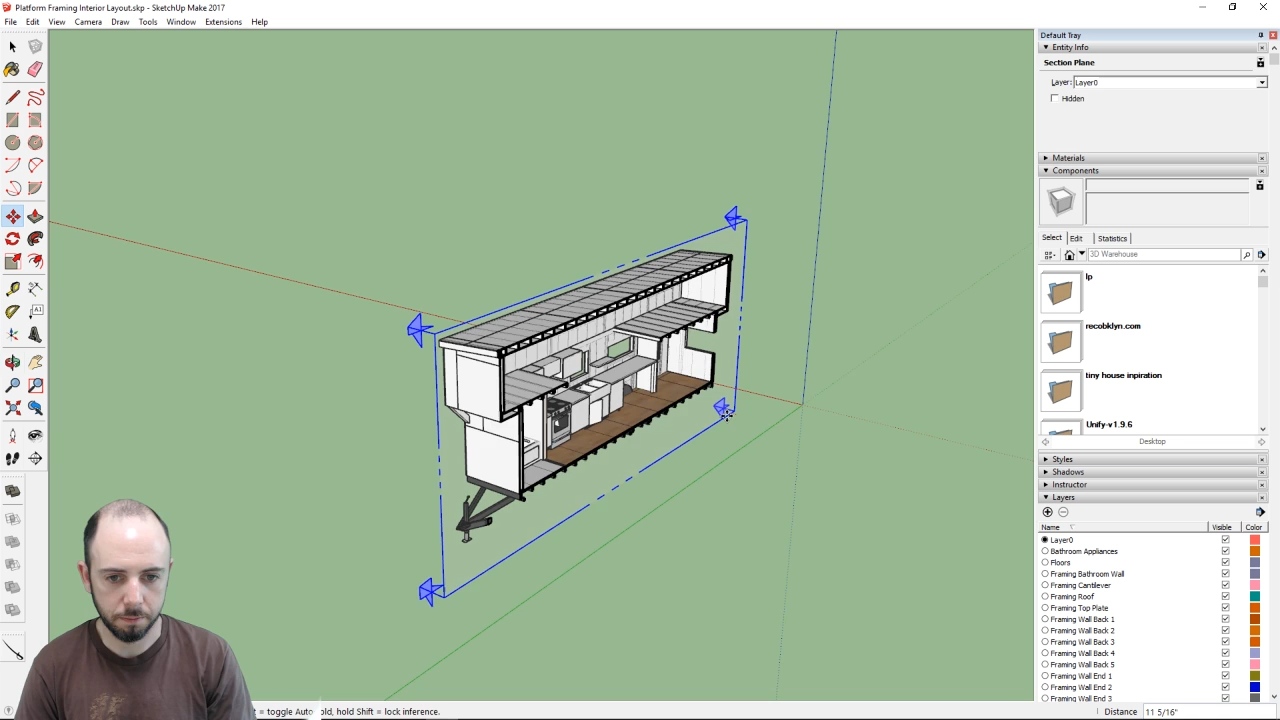 Platform Framing Interior Layout.skp - SketchUp Make 2017
File Edit View Camera Draw Tools Window Extensions Help
Default Tray
Entity Info
Section Plane
Layer: Layer0
Hidden
Materials
Components
Select Edit Statistics
3D Warehouse
lp
recobklyn.com
tiny house inpiration
Unify-v1.9.6
Desktop
Styles
Shadows
Instructor
Layers
Name Visible Color
Layer0
Bathroom Appliances
Floors
Framing Bathroom Wall
Framing Cantilever
Framing Roof
Framing Top Plate
Framing Wall Back 1
Framing Wall Back 2
Framing Wall Back 3
Framing Wall Back 4
Framing Wall Back 5
Framing Wall End 1
Framing Wall End 2
Framing Wall End 3
= toggle Auto-fold, hold Shift = lock inference.
Distance 11 5/16"